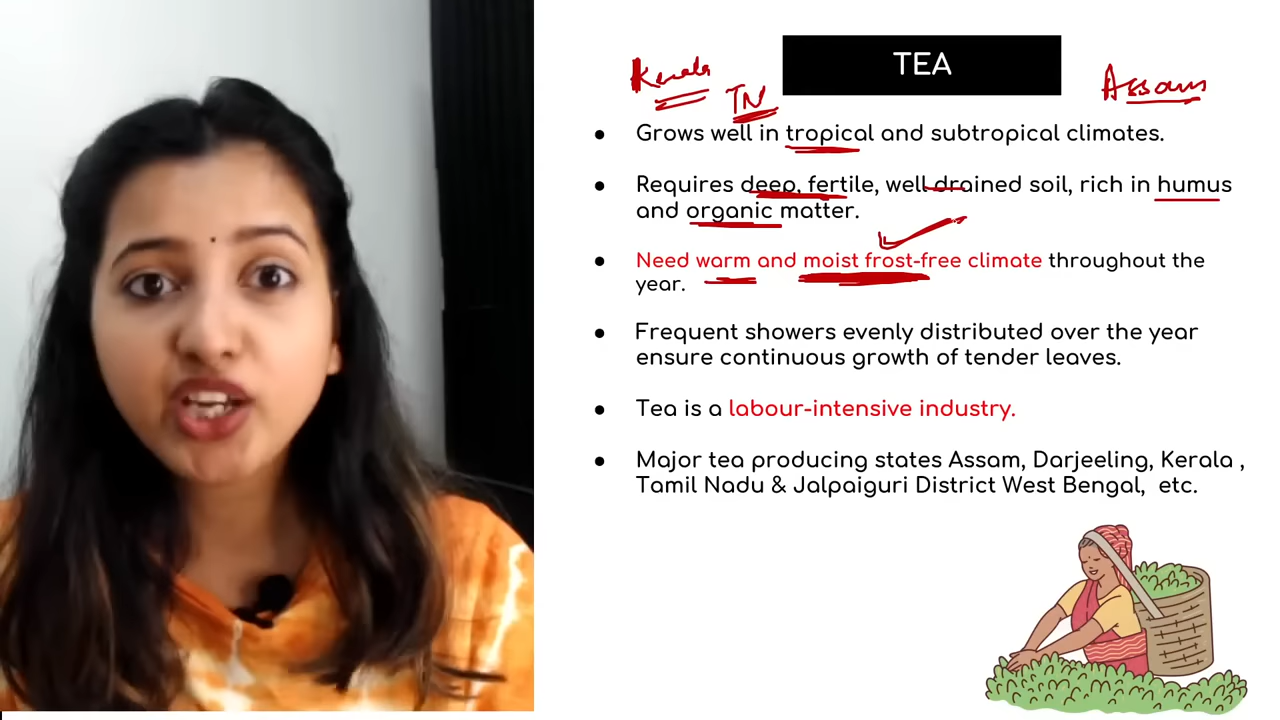 TEA
Kerala
TN
Assam
● Grows well in tropical and subtropical climates.
● Requires deep, fertile, well drained soil, rich in humus
and organic matter.
● Need warm and moist frost-free climate throughout the
year.
● Frequent showers evenly distributed over the year
ensure continuous growth of tender leaves.
● Tea is a labour-intensive industry.
● Major tea producing states Assam, Darjeeling, Kerala ,
Tamil Nadu & Jalpaiguri District West Bengal, etc.